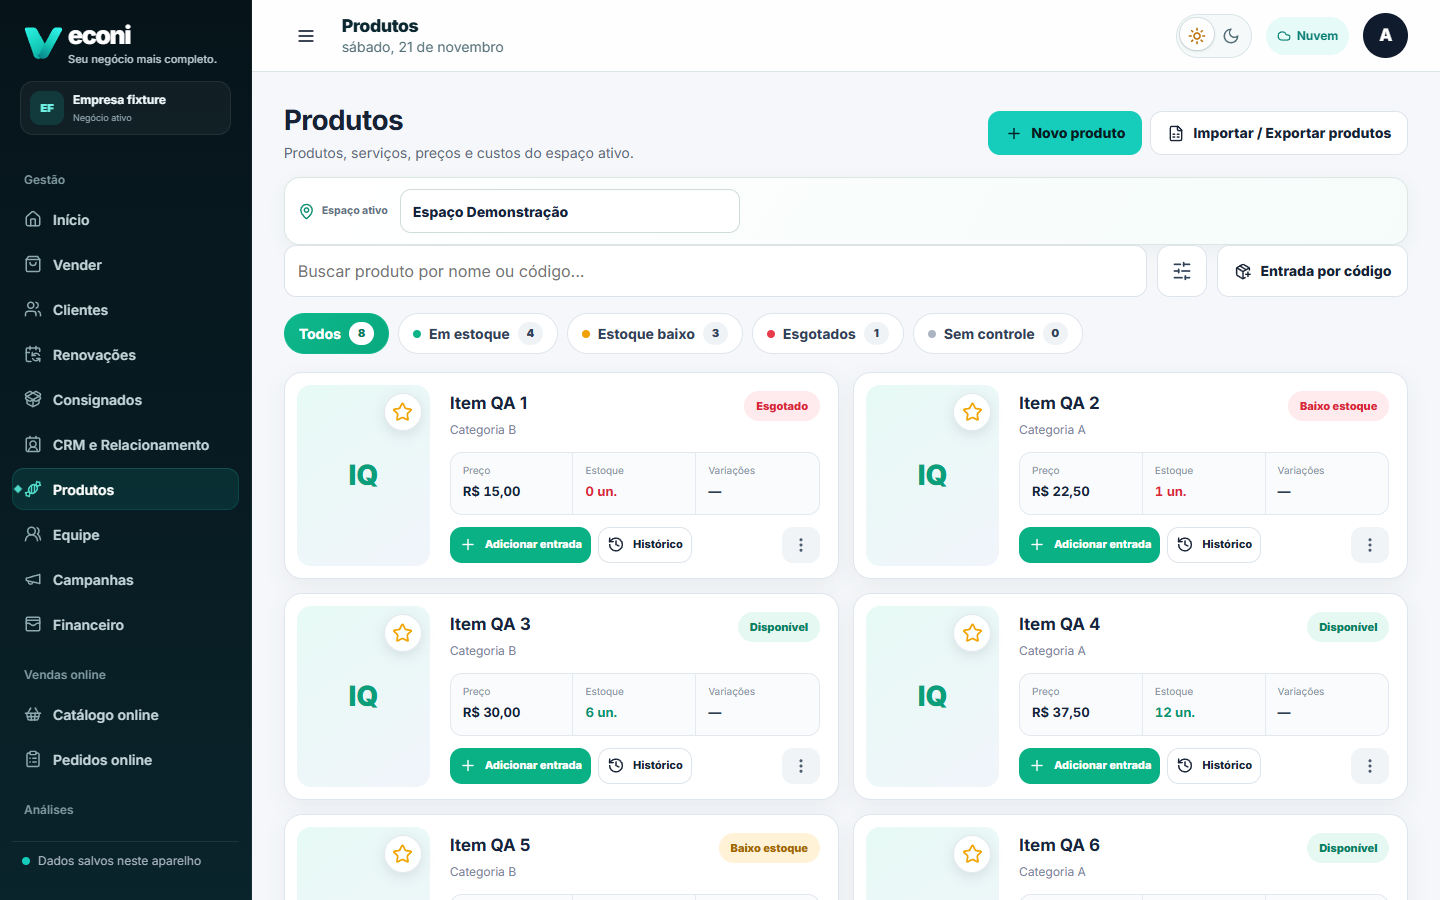 Veconi
Seu negócio mais completo.
EF
Empresa fixture
Negócio ativo
Gestão
Início
Vender
Clientes
Renovações
Consignados
CRM e Relacionamento
Produtos
Equipe
Campanhas
Financeiro
Vendas online
Catálogo online
Pedidos online
Análises
Dados salvos neste aparelho
Produtos
sábado, 21 de novembro
Nuvem
A
Produtos
Produtos, serviços, preços e custos do espaço ativo.
Novo produto
Importar / Exportar produtos
Espaço ativo
Espaço Demonstração
Buscar produto por nome ou código...
Entrada por código
Todos 8
Em estoque 4
Estoque baixo 3
Esgotados 1
Sem controle 0
IQ
Item QA 1
Esgotado
Categoria B
Preço Estoque Variações
R$ 15,00 0 un. —
Adicionar entrada Histórico
IQ
Item QA 2
Baixo estoque
Categoria A
Preço Estoque Variações
R$ 22,50 1 un. —
Adicionar entrada Histórico
IQ
Item QA 3
Disponível
Categoria B
Preço Estoque Variações
R$ 30,00 6 un. —
Adicionar entrada Histórico
IQ
Item QA 4
Disponível
Categoria A
Preço Estoque Variações
R$ 37,50 12 un. —
Adicionar entrada Histórico
Item QA 5
Baixo estoque
Categoria B
Item QA 6
Disponível
Categoria A